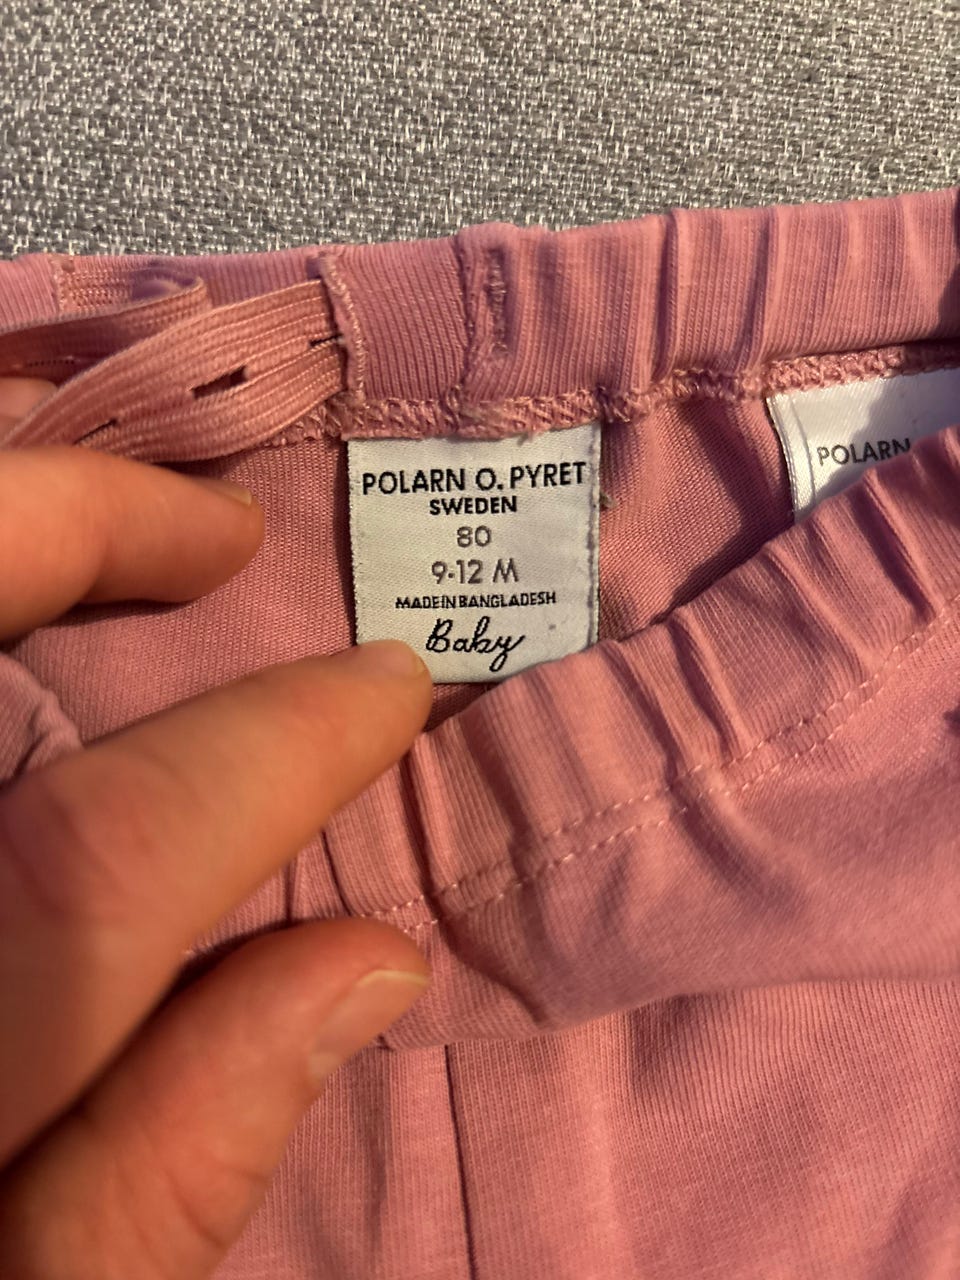 POLARN O. PYRET
SWEDEN
80
9-12 M
MADE IN BANGLADESH
Baby
POLARN